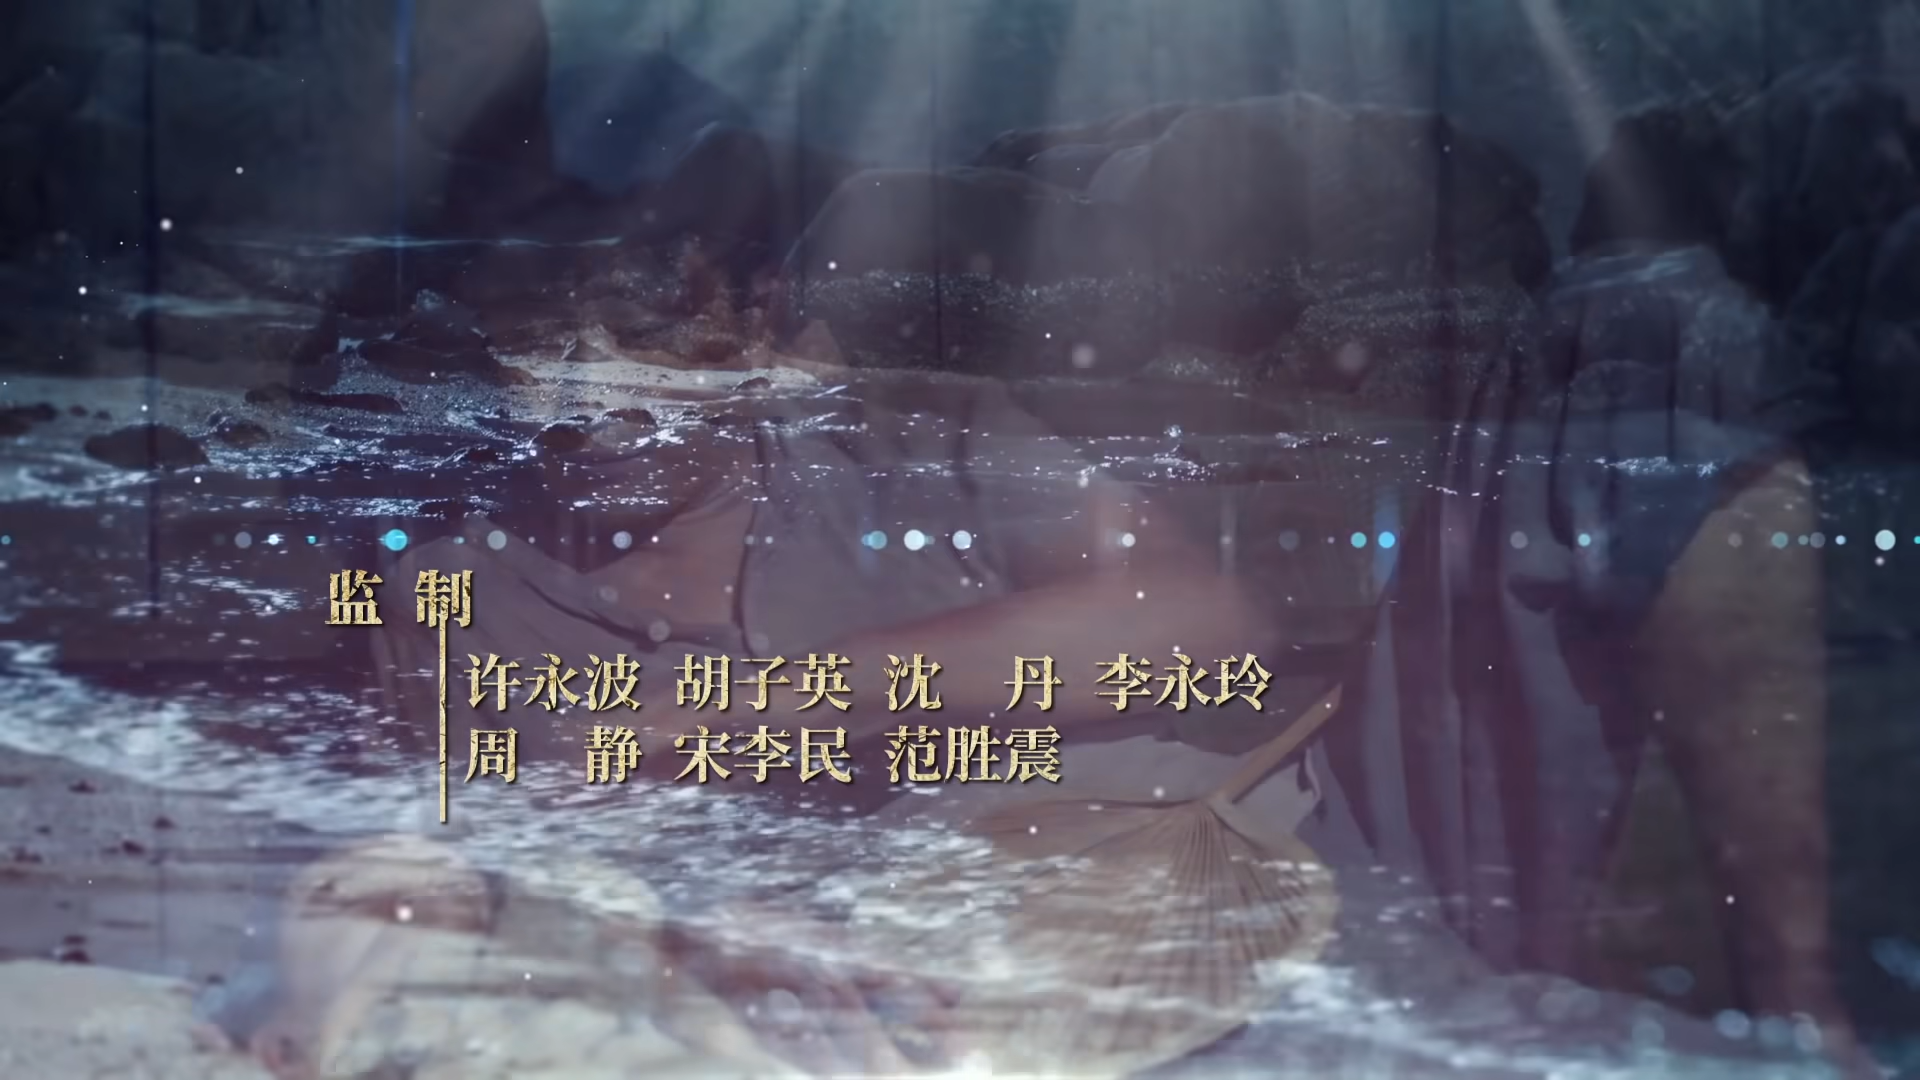 监 制
许永波 胡子英 沈　丹 李永玲
周　静 宋李民 范胜震